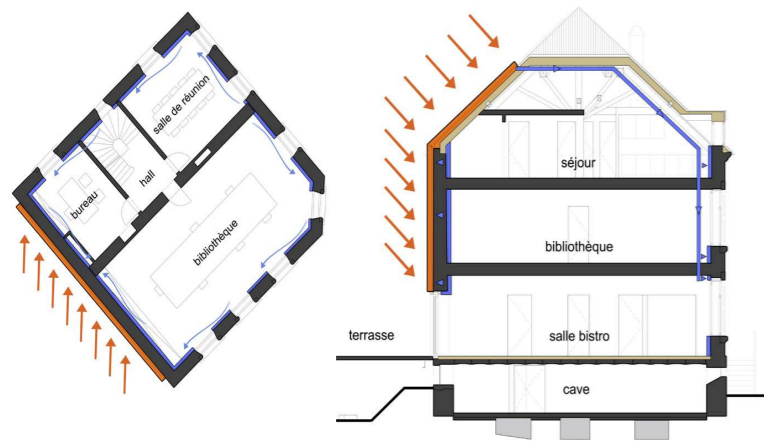 salle de réunion
hall
bureau
bibliothèque
séjour
bibliothèque
salle bistro
terrasse
cave